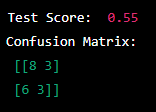 Test Score: 0.55
Confusion Matrix:
[[8 3]
[6 3]]